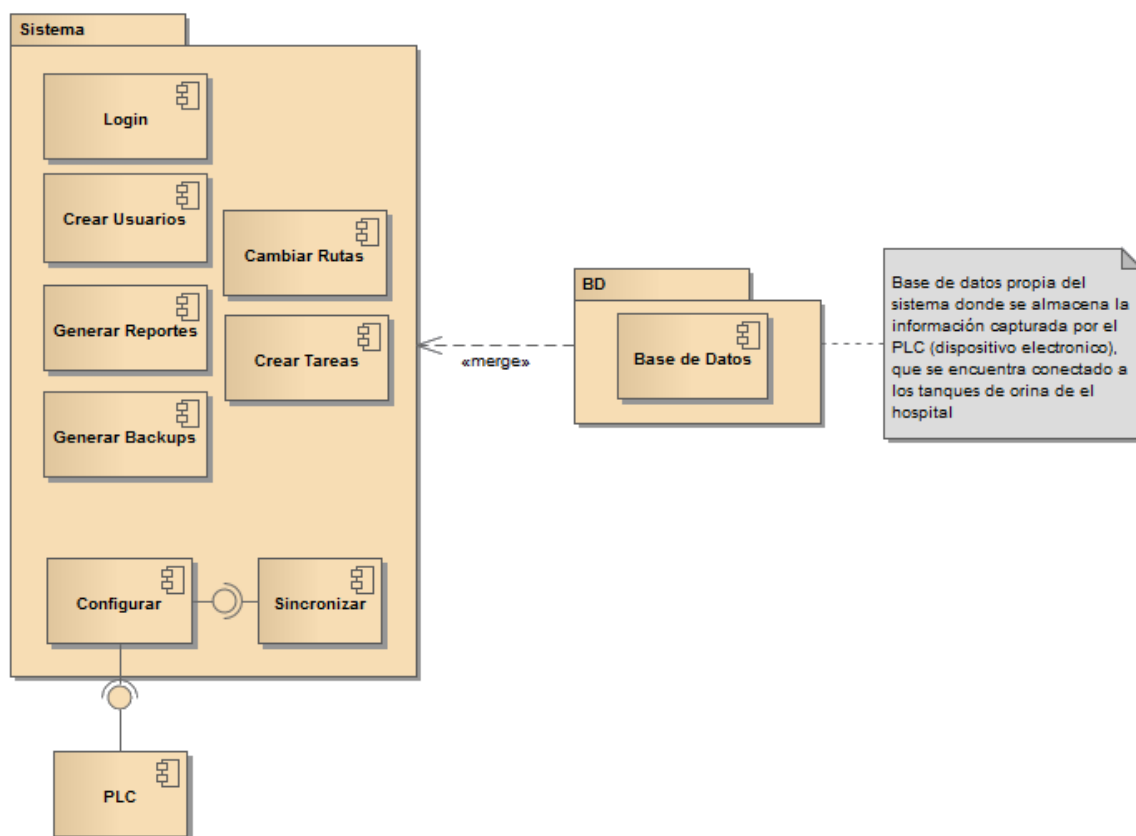 Sistema
Login
Crear Usuarios
Cambiar Rutas
Generar Reportes
Crear Tareas
Generar Backups
Configurar
Sincronizar
PLC
«merge»
BD
Base de Datos
Base de datos propia del
sistema donde se almacena la
información capturada por el
PLC (dispositivo electronico),
que se encuentra conectado a
los tanques de orina de el
hospital